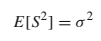 E[S²] = σ²